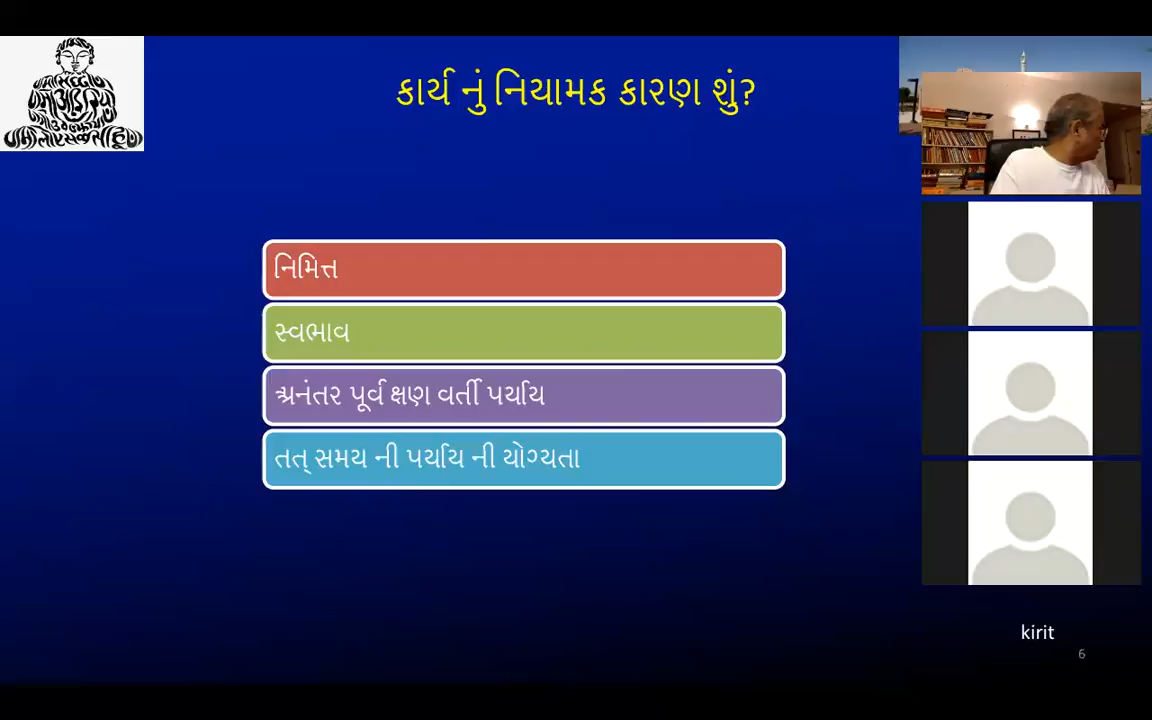 કાર્ય નું નિયામક કારણ શું?
નિમિત્ત
સ્વભાવ
અનંતર પૂર્વ ક્ષણ વર્તી પર્યાય
તત્ સમય ની પર્યાય ની યોગ્યતા
kirit
6